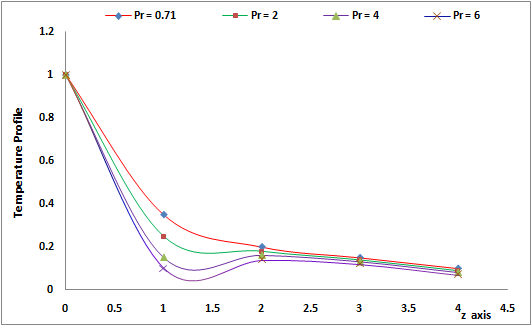 Pr = 0.71 Pr = 2 Pr = 4 Pr = 6
1.2
1
0.8
0.6
0.4
0.2
0
Temperature Profile
0 0.5 1 1.5 2 2.5 3 3.5 4 4.5
z axis